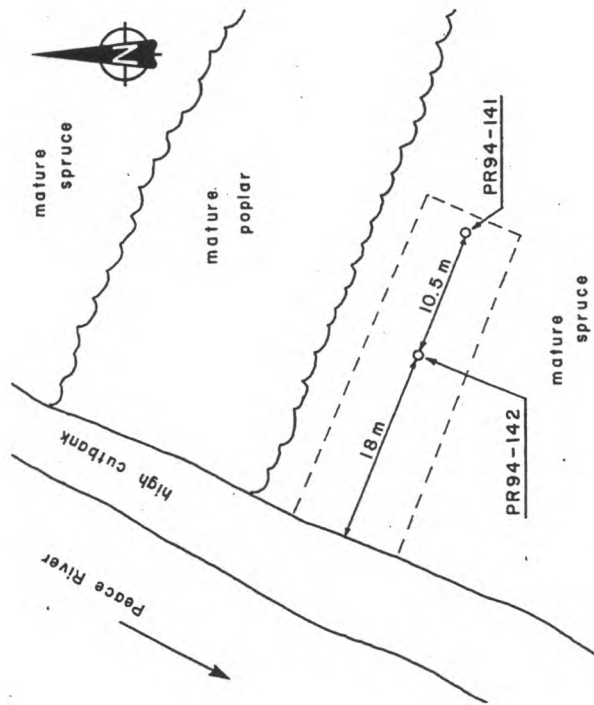 N
mature
spruce
mature
poplar
high cutbank
Peace River
10.5 m
18 m
PR94-141
PR94-142
mature
spruce